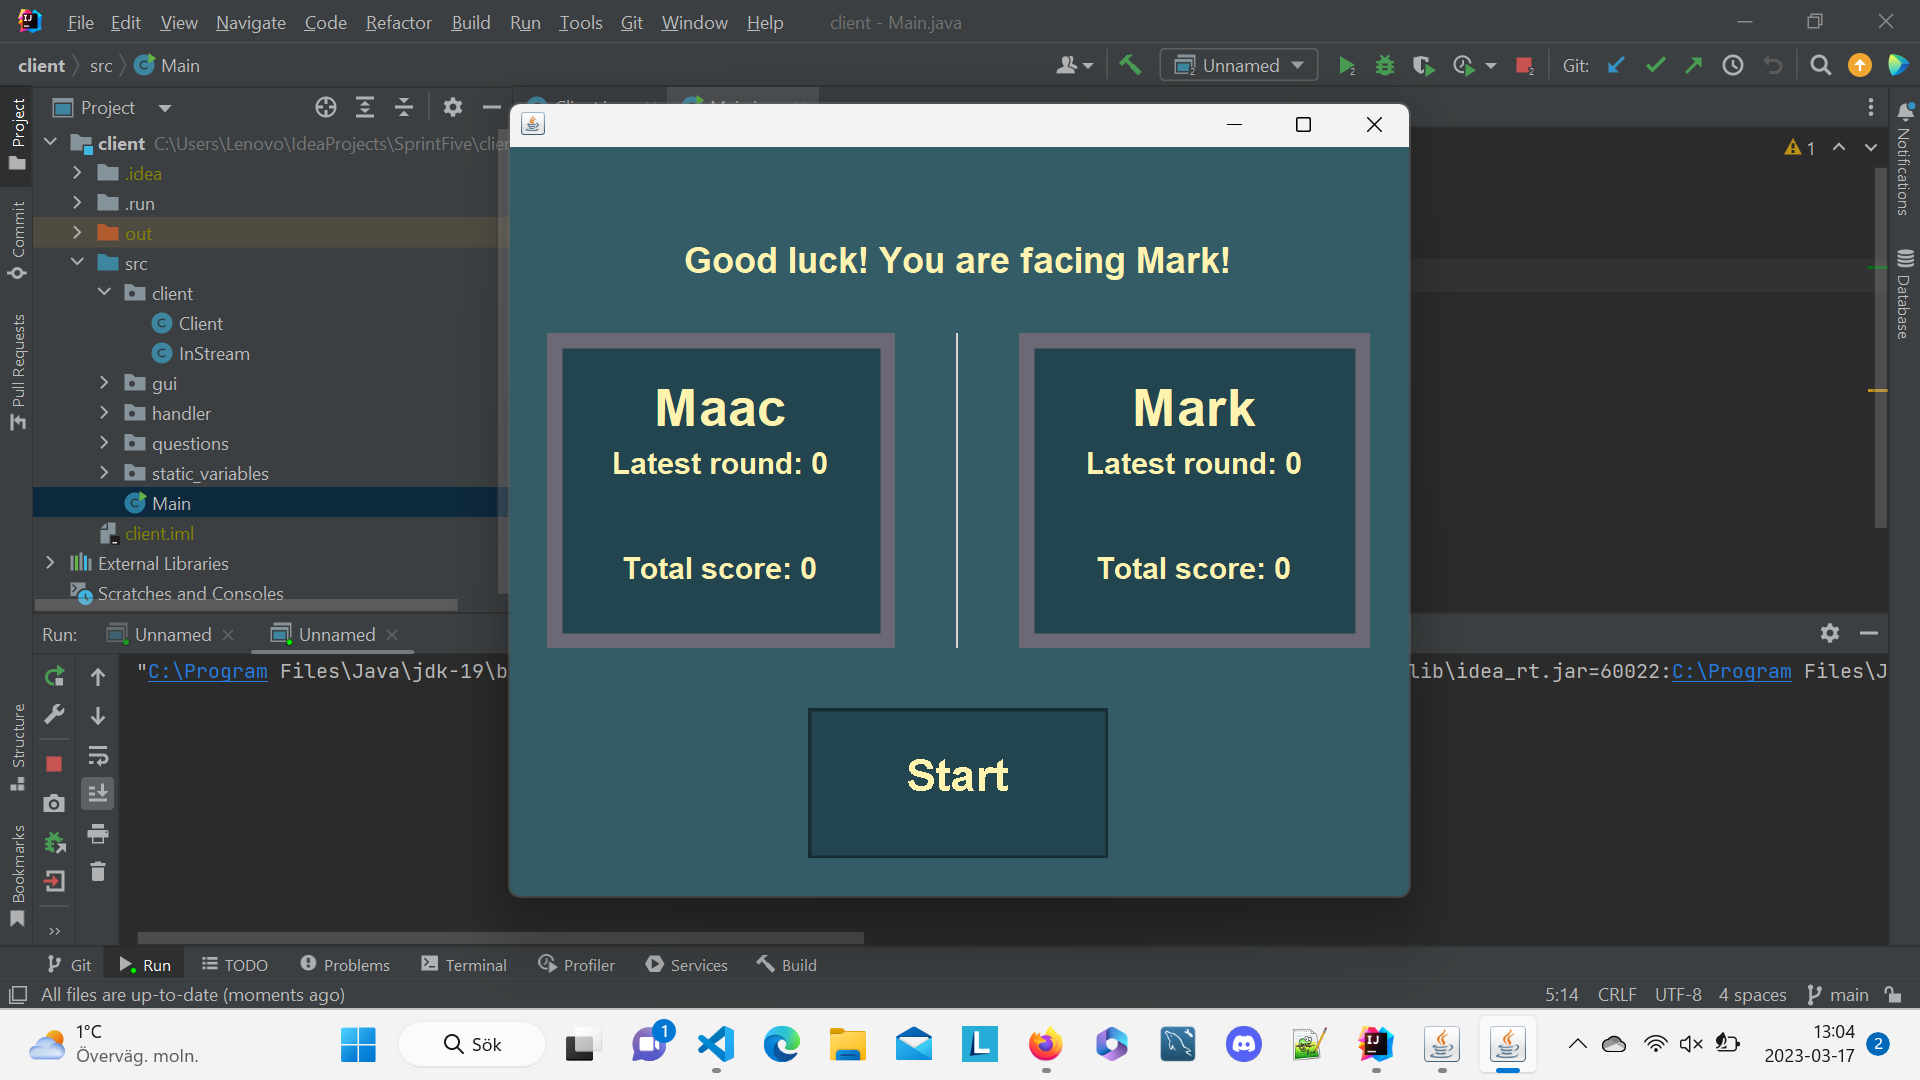 File Edit View Navigate Code Refactor Build Run Tools Git Window Help client - Main.java
client src Main Unnamed Git:
Project
client C:\Users\Lenovo\IdeaProjects\SprintFive\clie
.idea
.run
out
src
client
Client
InStream
gui
handler
questions
static_variables
Main
client.iml
External Libraries
Scratches and Consoles
Project
Commit
Pull Requests
Structure
Bookmarks
1
Notifications
Database
Good luck! You are facing Mark!
Maac
Latest round: 0
Total score: 0
Mark
Latest round: 0
Total score: 0
Start
Run: Unnamed Unnamed
"C:\Program Files\Java\jdk-19\b
lib\idea_rt.jar=60022:C:\Program Files\J
Git Run TODO Problems Terminal Profiler Services Build
All files are up-to-date (moments ago) 5:14 CRLF UTF-8 4 spaces main
1°C
Överväg. moln.
Sök
1
13:04
2023-03-17
2